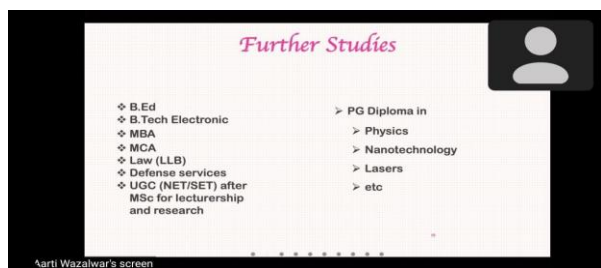 Further Studies
❖ B.Ed
❖ B.Tech Electronic
❖ MBA
❖ MCA
❖ Law (LLB)
❖ Defense services
❖ UGC (NET/SET) after
MSc for lecturership
and research
➢ PG Diploma in
➢ Physics
➢ Nanotechnology
➢ Lasers
➢ etc
Aarti Wazalwar's screen